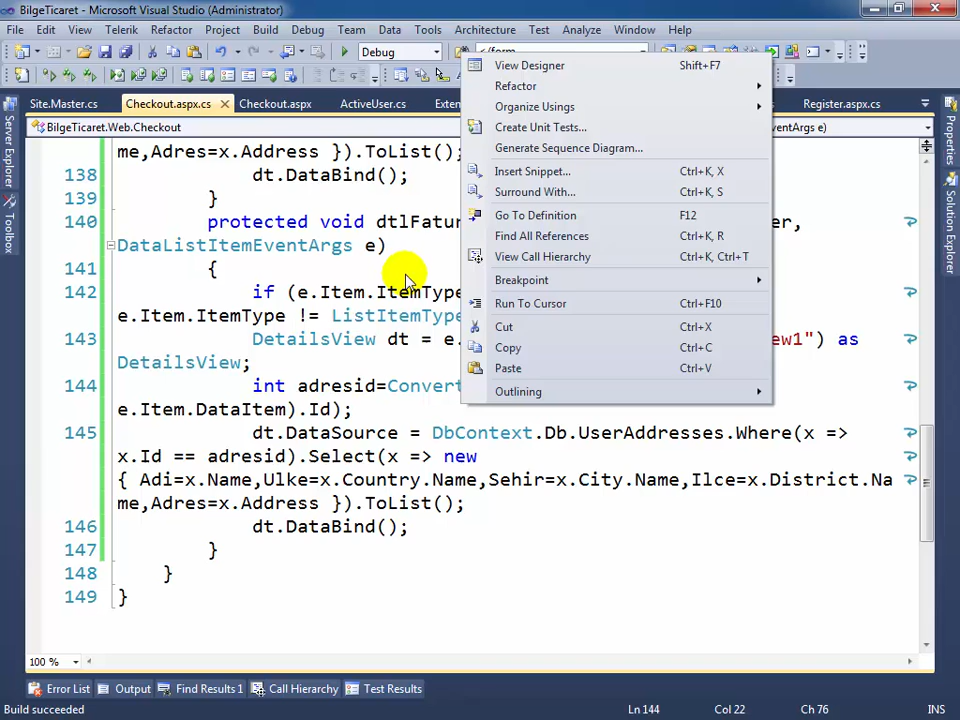 BilgeTicaret - Microsoft Visual Studio (Administrator)
File Edit View Telerik Refactor Project Build Debug Team Data Tools Architecture Test Analyze Window Help
Debug </form
Site.Master.cs Checkout.aspx.cs Checkout.aspx ActiveUser.cs Exten Register.aspx.cs
BilgeTicaret.Web.Checkout entArgs e)
me,Adres=x.Address }).ToList();
138 dt.DataBind();
139 }
140 protected void dtlFatur er,
DataListItemEventArgs e)
141 {
142 if (e.Item.ItemType
e.Item.ItemType != ListItemType
143 DetailsView dt = e. ew1") as
DetailsView;
144 int adresid=Convert
e.Item.DataItem).Id);
145 dt.DataSource = DbContext.Db.UserAddresses.Where(x =>
x.Id == adresid).Select(x => new
{ Adi=x.Name,Ulke=x.Country.Name,Sehir=x.City.Name,Ilce=x.District.Na
me,Adres=x.Address }).ToList();
146 dt.DataBind();
147 }
148 }
149 }
View Designer Shift+F7
Refactor
Organize Usings
Create Unit Tests...
Generate Sequence Diagram...
Insert Snippet... Ctrl+K, X
Surround With... Ctrl+K, S
Go To Definition F12
Find All References Ctrl+K, R
View Call Hierarchy Ctrl+K, Ctrl+T
Breakpoint
Run To Cursor Ctrl+F10
Cut Ctrl+X
Copy Ctrl+C
Paste Ctrl+V
Outlining
Server Explorer
Toolbox
Properties
Solution Explorer
100 %
Error List Output Find Results 1 Call Hierarchy Test Results
Build succeeded Ln 144 Col 22 Ch 76 INS